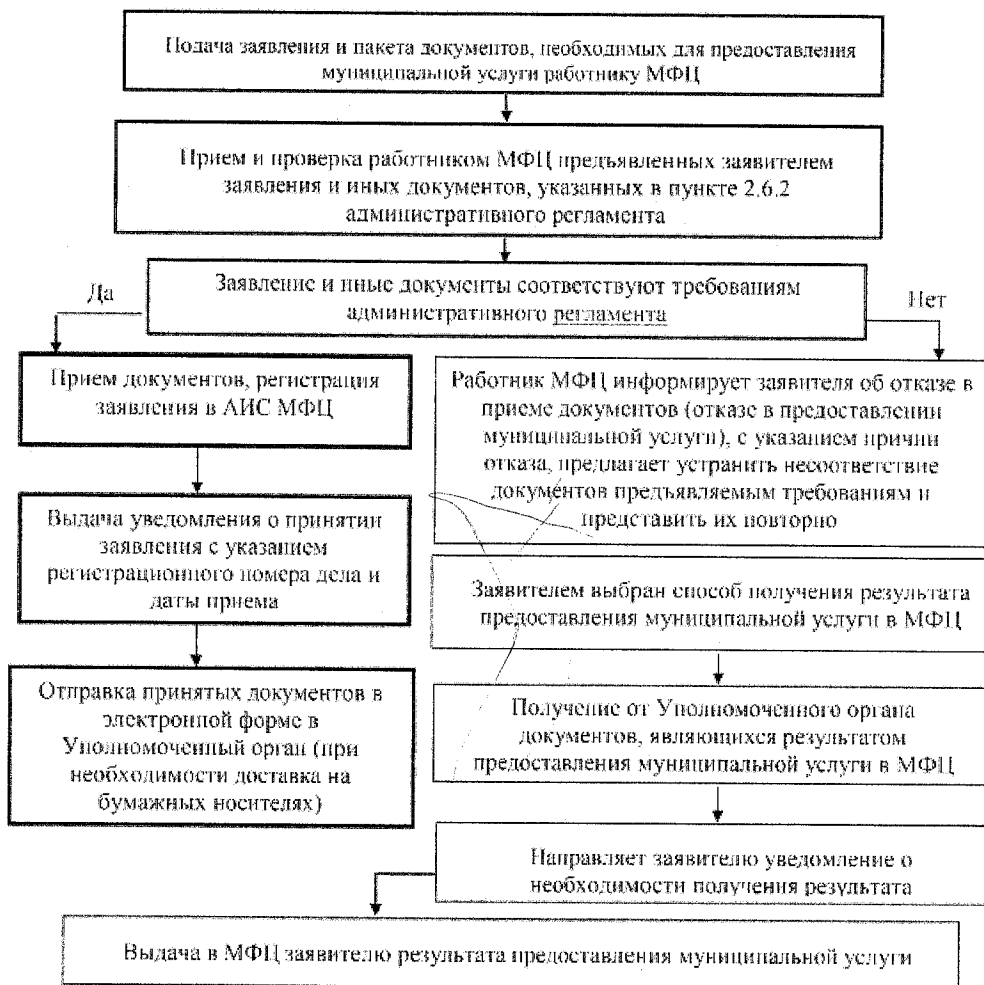 Подача заявления и пакета документов, необходимых для предоставления
муниципальной услуги работнику МФЦ
Прием и проверка работником МФЦ предъявленных заявителем
заявления и иных документов, указанных в пункте 2.6.2
административного регламента
Заявление и иные документы соответствуют требованиям
административного регламента
Да
Нет
Прием документов, регистрация
заявления в АИС МФЦ
Выдача уведомления о принятии
заявления с указанием
регистрационного номера дела и
даты приема
Отправка принятых документов в
электронной форме в
Уполномоченный орган (при
необходимости доставка на
бумажных носителях)
Работник МФЦ информирует заявителя об отказе в
приеме документов (отказе в предоставлении
муниципальной услуги), с указанием причин
отказа, предлагает устранить несоответствие
документов предъявляемым требованиям и
представить их повторно
Заявителем выбран способ получения результата
предоставления муниципальной услуги в МФЦ
Получение от Уполномоченного органа
документов, являющихся результатом
предоставления муниципальной услуги в МФЦ
Направляет заявителю уведомление о
необходимости получения результата
Выдача в МФЦ заявителю результата предоставления муниципальной услуги